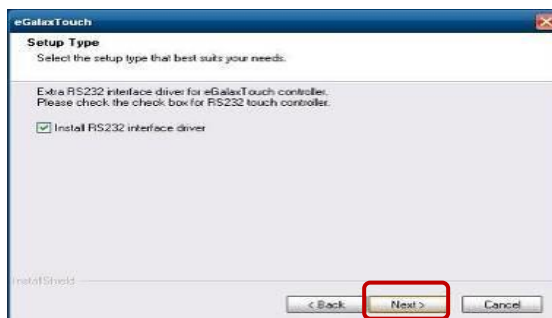 eGalaxTouch
Setup Type
Select the setup type that best suits your needs.
Extra RS232 interface driver for eGalaxTouch controller.
Please check the check box for RS232 touch controller.
Install RS232 interface driver
InstallShield
< Back
Next >
Cancel